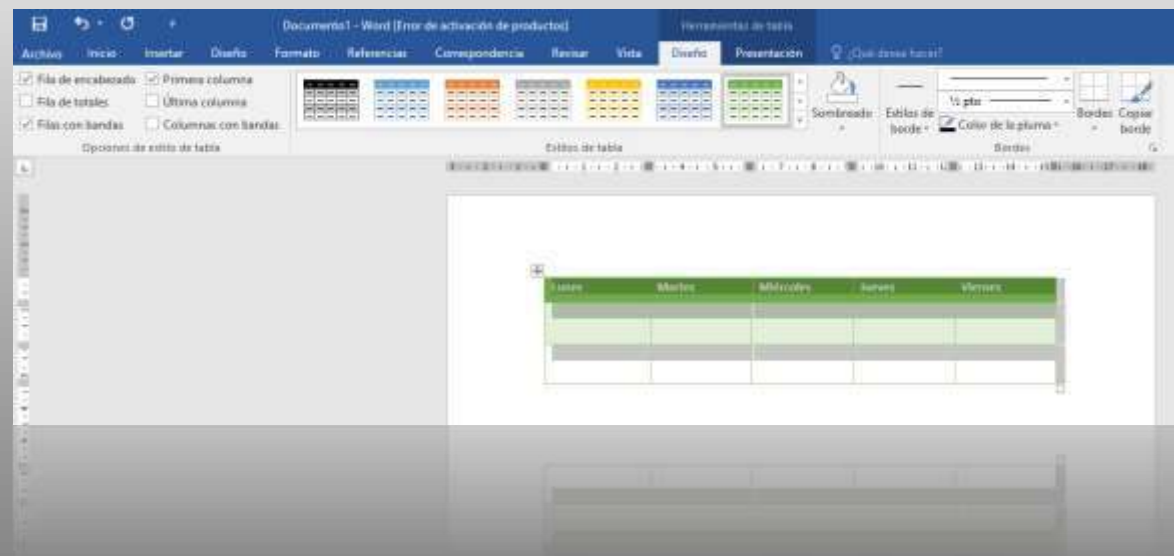 Documento1 - Word (Error de activación de productos)
Herramientas de tabla
Archivo Inicio Insertar Diseño Formato Referencias Correspondencia Revisar Vista Diseño Presentación ¿Qué desea hacer?
Fila de encabezado Primera columna
Fila de totales Última columna
Filas con bandas Columnas con bandas
Sombreado
Estilos de borde
½ pto
Color de la pluma
Bordes
Copiar borde
Opciones de estilo de tabla Estilos de tabla Bordes
Lunes Martes Miércoles Jueves Viernes